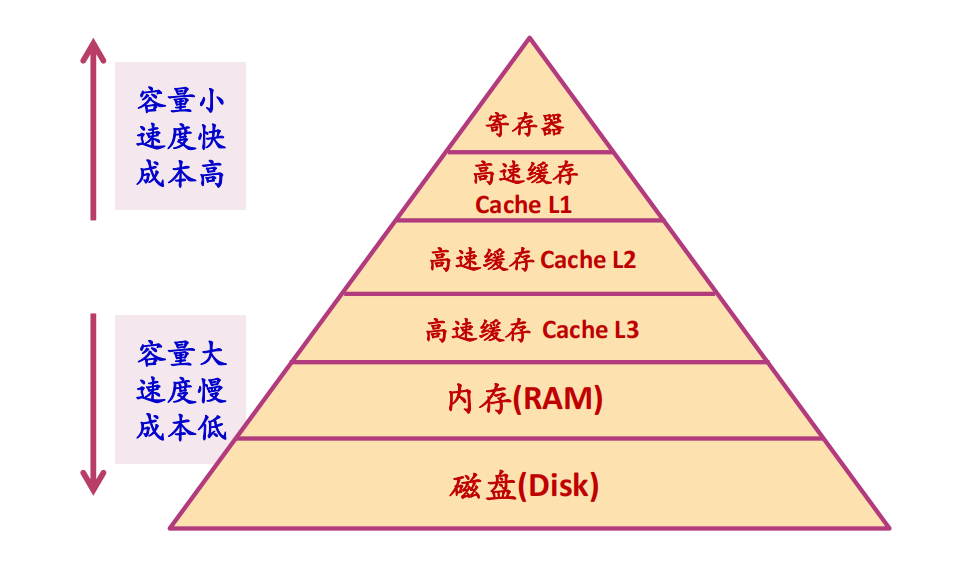 容量小
速度快
成本高
容量大
速度慢
成本低
寄存器
高速缓存
Cache L1
高速缓存 Cache L2
高速缓存 Cache L3
内存(RAM)
磁盘(Disk)